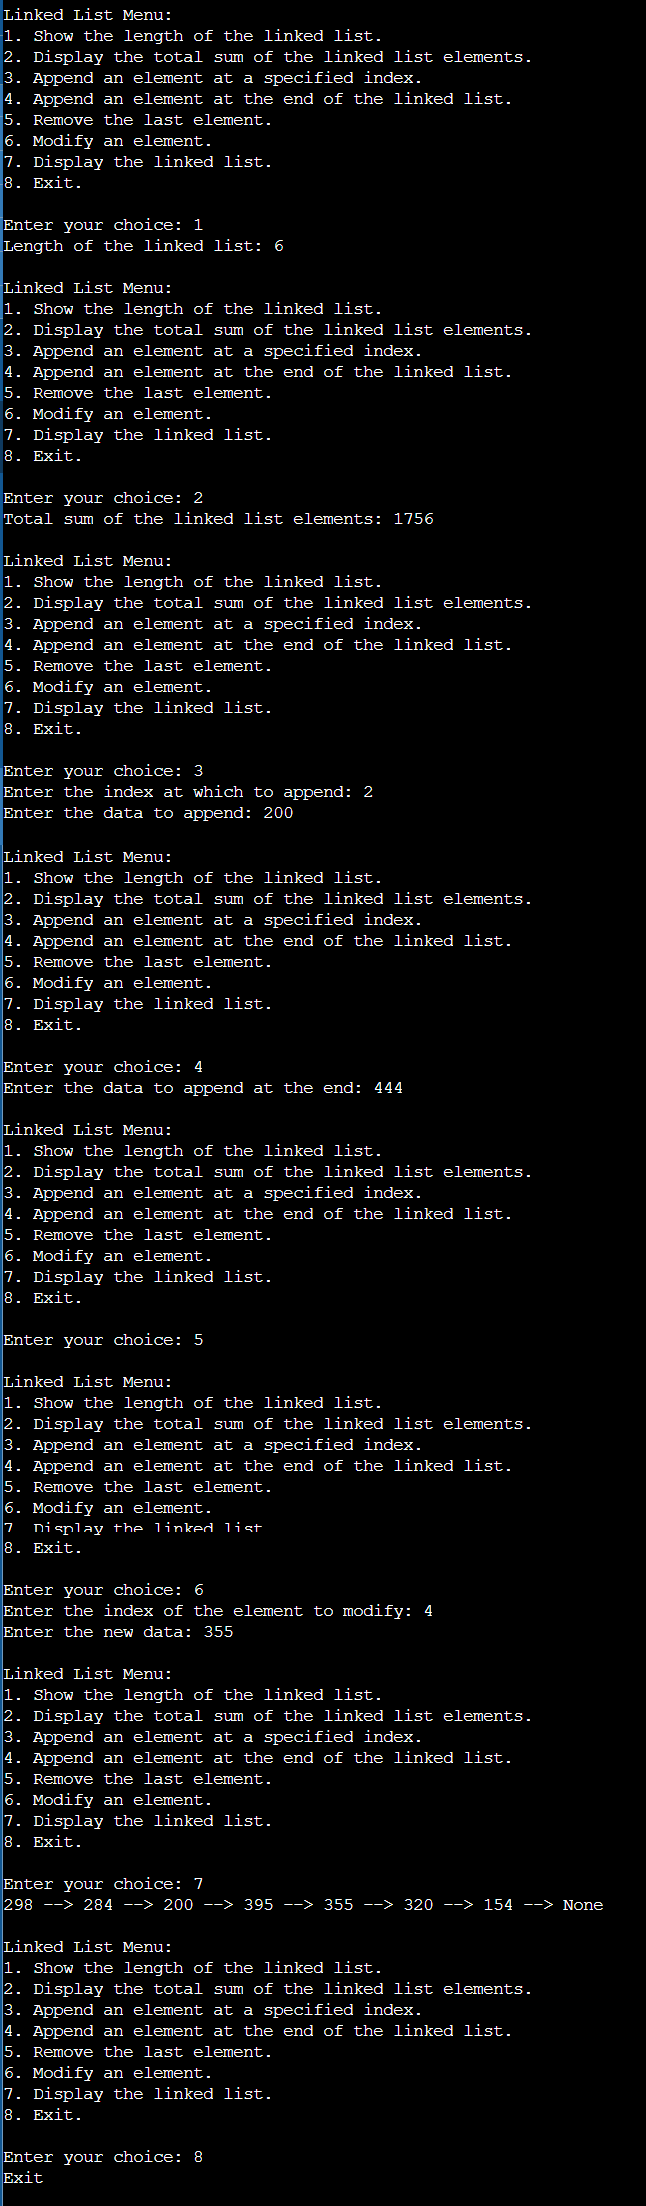 Linked List Menu:
1. Show the length of the linked list.
2. Display the total sum of the linked list elements.
3. Append an element at a specified index.
4. Append an element at the end of the linked list.
5. Remove the last element.
6. Modify an element.
7. Display the linked list.
8. Exit.
Enter your choice: 1
Length of the linked list: 6
Linked List Menu:
1. Show the length of the linked list.
2. Display the total sum of the linked list elements.
3. Append an element at a specified index.
4. Append an element at the end of the linked list.
5. Remove the last element.
6. Modify an element.
7. Display the linked list.
8. Exit.
Enter your choice: 2
Total sum of the linked list elements: 1756
Linked List Menu:
1. Show the length of the linked list.
2. Display the total sum of the linked list elements.
3. Append an element at a specified index.
4. Append an element at the end of the linked list.
5. Remove the last element.
6. Modify an element.
7. Display the linked list.
8. Exit.
Enter your choice: 3
Enter the index at which to append: 2
Enter the data to append: 200
Linked List Menu:
1. Show the length of the linked list.
2. Display the total sum of the linked list elements.
3. Append an element at a specified index.
4. Append an element at the end of the linked list.
5. Remove the last element.
6. Modify an element.
7. Display the linked list.
8. Exit.
Enter your choice: 4
Enter the data to append at the end: 444
Linked List Menu:
1. Show the length of the linked list.
2. Display the total sum of the linked list elements.
3. Append an element at a specified index.
4. Append an element at the end of the linked list.
5. Remove the last element.
6. Modify an element.
7. Display the linked list.
8. Exit.
Enter your choice: 5
Linked List Menu:
1. Show the length of the linked list.
2. Display the total sum of the linked list elements.
3. Append an element at a specified index.
4. Append an element at the end of the linked list.
5. Remove the last element.
6. Modify an element.
7 Display the linked list
8. Exit.
Enter your choice: 6
Enter the index of the element to modify: 4
Enter the new data: 355
Linked List Menu:
1. Show the length of the linked list.
2. Display the total sum of the linked list elements.
3. Append an element at a specified index.
4. Append an element at the end of the linked list.
5. Remove the last element.
6. Modify an element.
7. Display the linked list.
8. Exit.
Enter your choice: 7
298 --> 284 --> 200 --> 395 --> 355 --> 320 --> 154 --> None
Linked List Menu:
1. Show the length of the linked list.
2. Display the total sum of the linked list elements.
3. Append an element at a specified index.
4. Append an element at the end of the linked list.
5. Remove the last element.
6. Modify an element.
7. Display the linked list.
8. Exit.
Enter your choice: 8
Exit